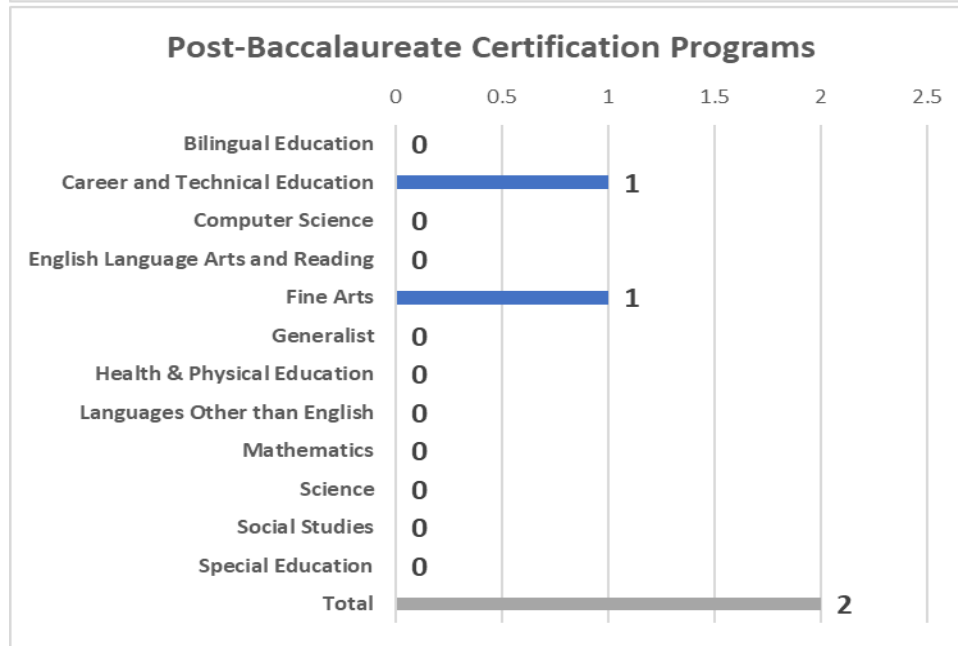 Post-Baccalaureate Certification Programs
0 0.5 1 1.5 2 2.5
Bilingual Education 0
Career and Technical Education 1
Computer Science 0
English Language Arts and Reading 0
Fine Arts 1
Generalist 0
Health & Physical Education 0
Languages Other than English 0
Mathematics 0
Science 0
Social Studies 0
Special Education 0
Total 2